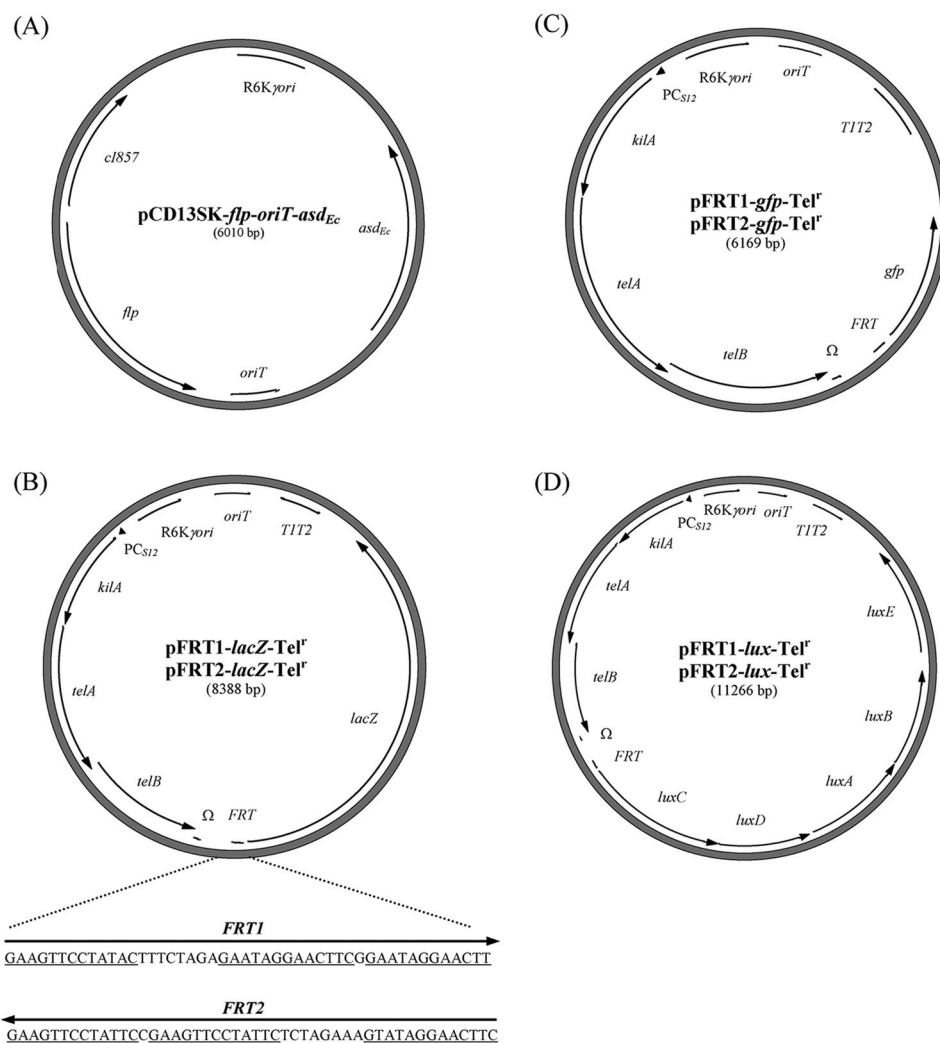 (A)
R6Kγori
cI857
pCD13SK-flp-oriT-asdEc
(6010 bp)
asdEc
flp
oriT
(C)
R6Kγori
oriT
PCS12
T1T2
kilA
pFRT1-gfp-Telr
pFRT2-gfp-Telr
(6169 bp)
gfp
telA
FRT
telB
Ω
(B)
oriT
R6Kγori
T1T2
PCS12
kilA
pFRT1-lacZ-Telr
pFRT2-lacZ-Telr
(8388 bp)
telA
lacZ
telB
Ω
FRT
(D)
R6Kγori
PCS12
oriT
T1T2
kilA
telA
luxE
pFRT1-lux-Telr
pFRT2-lux-Telr
(11266 bp)
telB
luxB
Ω
FRT
luxA
luxC
luxD
FRT1
GAAGTTCCTATACTTTCTAGAGAATAGGAACTTCGGAATAGGAACTT
FRT2
GAAGTTCCTATTCCGAAGTTCCTATTCTCTAGAAAGTATAGGAACTTC